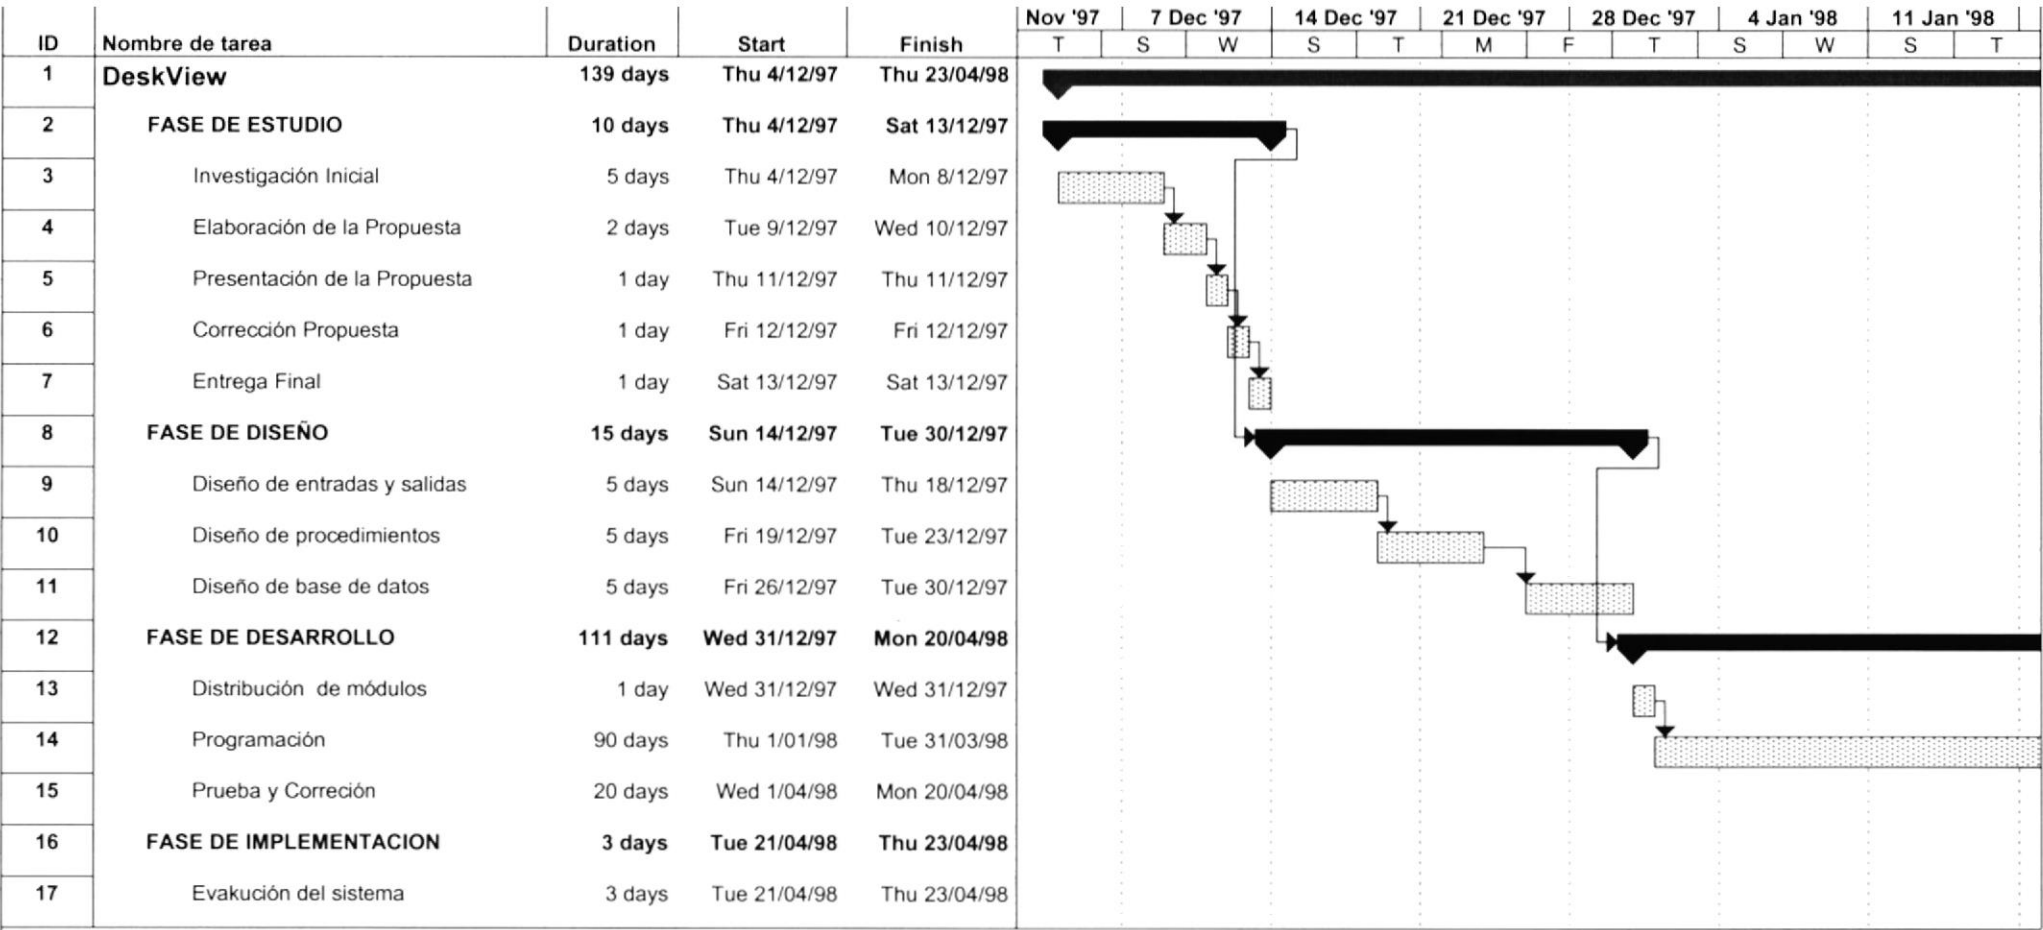 Nov '97 7 Dec '97 14 Dec '97 21 Dec '97 28 Dec '97 4 Jan '98 11 Jan '98
ID Nombre de tarea Duration Start Finish T S W S T M F T S W S T
1 DeskView 139 days Thu 4/12/97 Thu 23/04/98
2 FASE DE ESTUDIO 10 days Thu 4/12/97 Sat 13/12/97
3 Investigación Inicial 5 days Thu 4/12/97 Mon 8/12/97
4 Elaboración de la Propuesta 2 days Tue 9/12/97 Wed 10/12/97
5 Presentación de la Propuesta 1 day Thu 11/12/97 Thu 11/12/97
6 Corrección Propuesta 1 day Fri 12/12/97 Fri 12/12/97
7 Entrega Final 1 day Sat 13/12/97 Sat 13/12/97
8 FASE DE DISEÑO 15 days Sun 14/12/97 Tue 30/12/97
9 Diseño de entradas y salidas 5 days Sun 14/12/97 Thu 18/12/97
10 Diseño de procedimientos 5 days Fri 19/12/97 Tue 23/12/97
11 Diseño de base de datos 5 days Fri 26/12/97 Tue 30/12/97
12 FASE DE DESARROLLO 111 days Wed 31/12/97 Mon 20/04/98
13 Distribución de módulos 1 day Wed 31/12/97 Wed 31/12/97
14 Programación 90 days Thu 1/01/98 Tue 31/03/98
15 Prueba y Correción 20 days Wed 1/04/98 Mon 20/04/98
16 FASE DE IMPLEMENTACION 3 days Tue 21/04/98 Thu 23/04/98
17 Evakución del sistema 3 days Tue 21/04/98 Thu 23/04/98